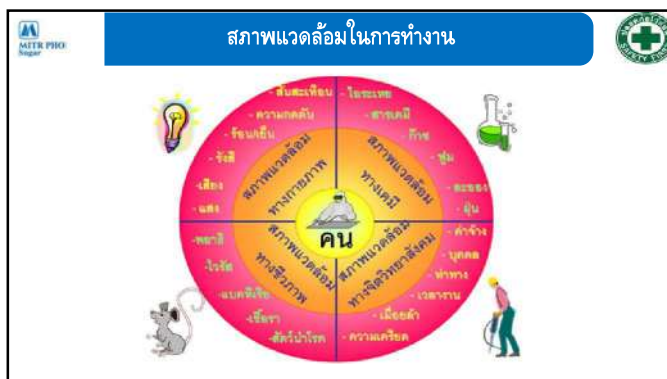 MITR PHOL
Sugar
สภาพแวดล้อมในการทำงาน
SAFETY FIRST
- สั่นสะเทือน
- ความกดดัน
- ร้อน/เย็น
- รังสี
- เสียง
- แสง
สภาพแวดล้อม
ทางกายภาพ
- ไอระเหย
- สารเคมี
- ก๊าซ
- ฟูม
- ละออง
- ฝุ่น
สภาพแวดล้อม
ทางเคมี
คน
-พยาธิ
-ไวรัส
-แบคทีเรีย
-เชื้อรา
-สัตว์นำโรค
สภาพแวดล้อม
ทางชีวภาพ
- ค่าจ้าง
- บุคคล
- ท่าทาง
- เวลางาน
- เมื่อยล้า
- ความเครียด
สภาพแวดล้อม
ทางจิตวิทยาสังคม